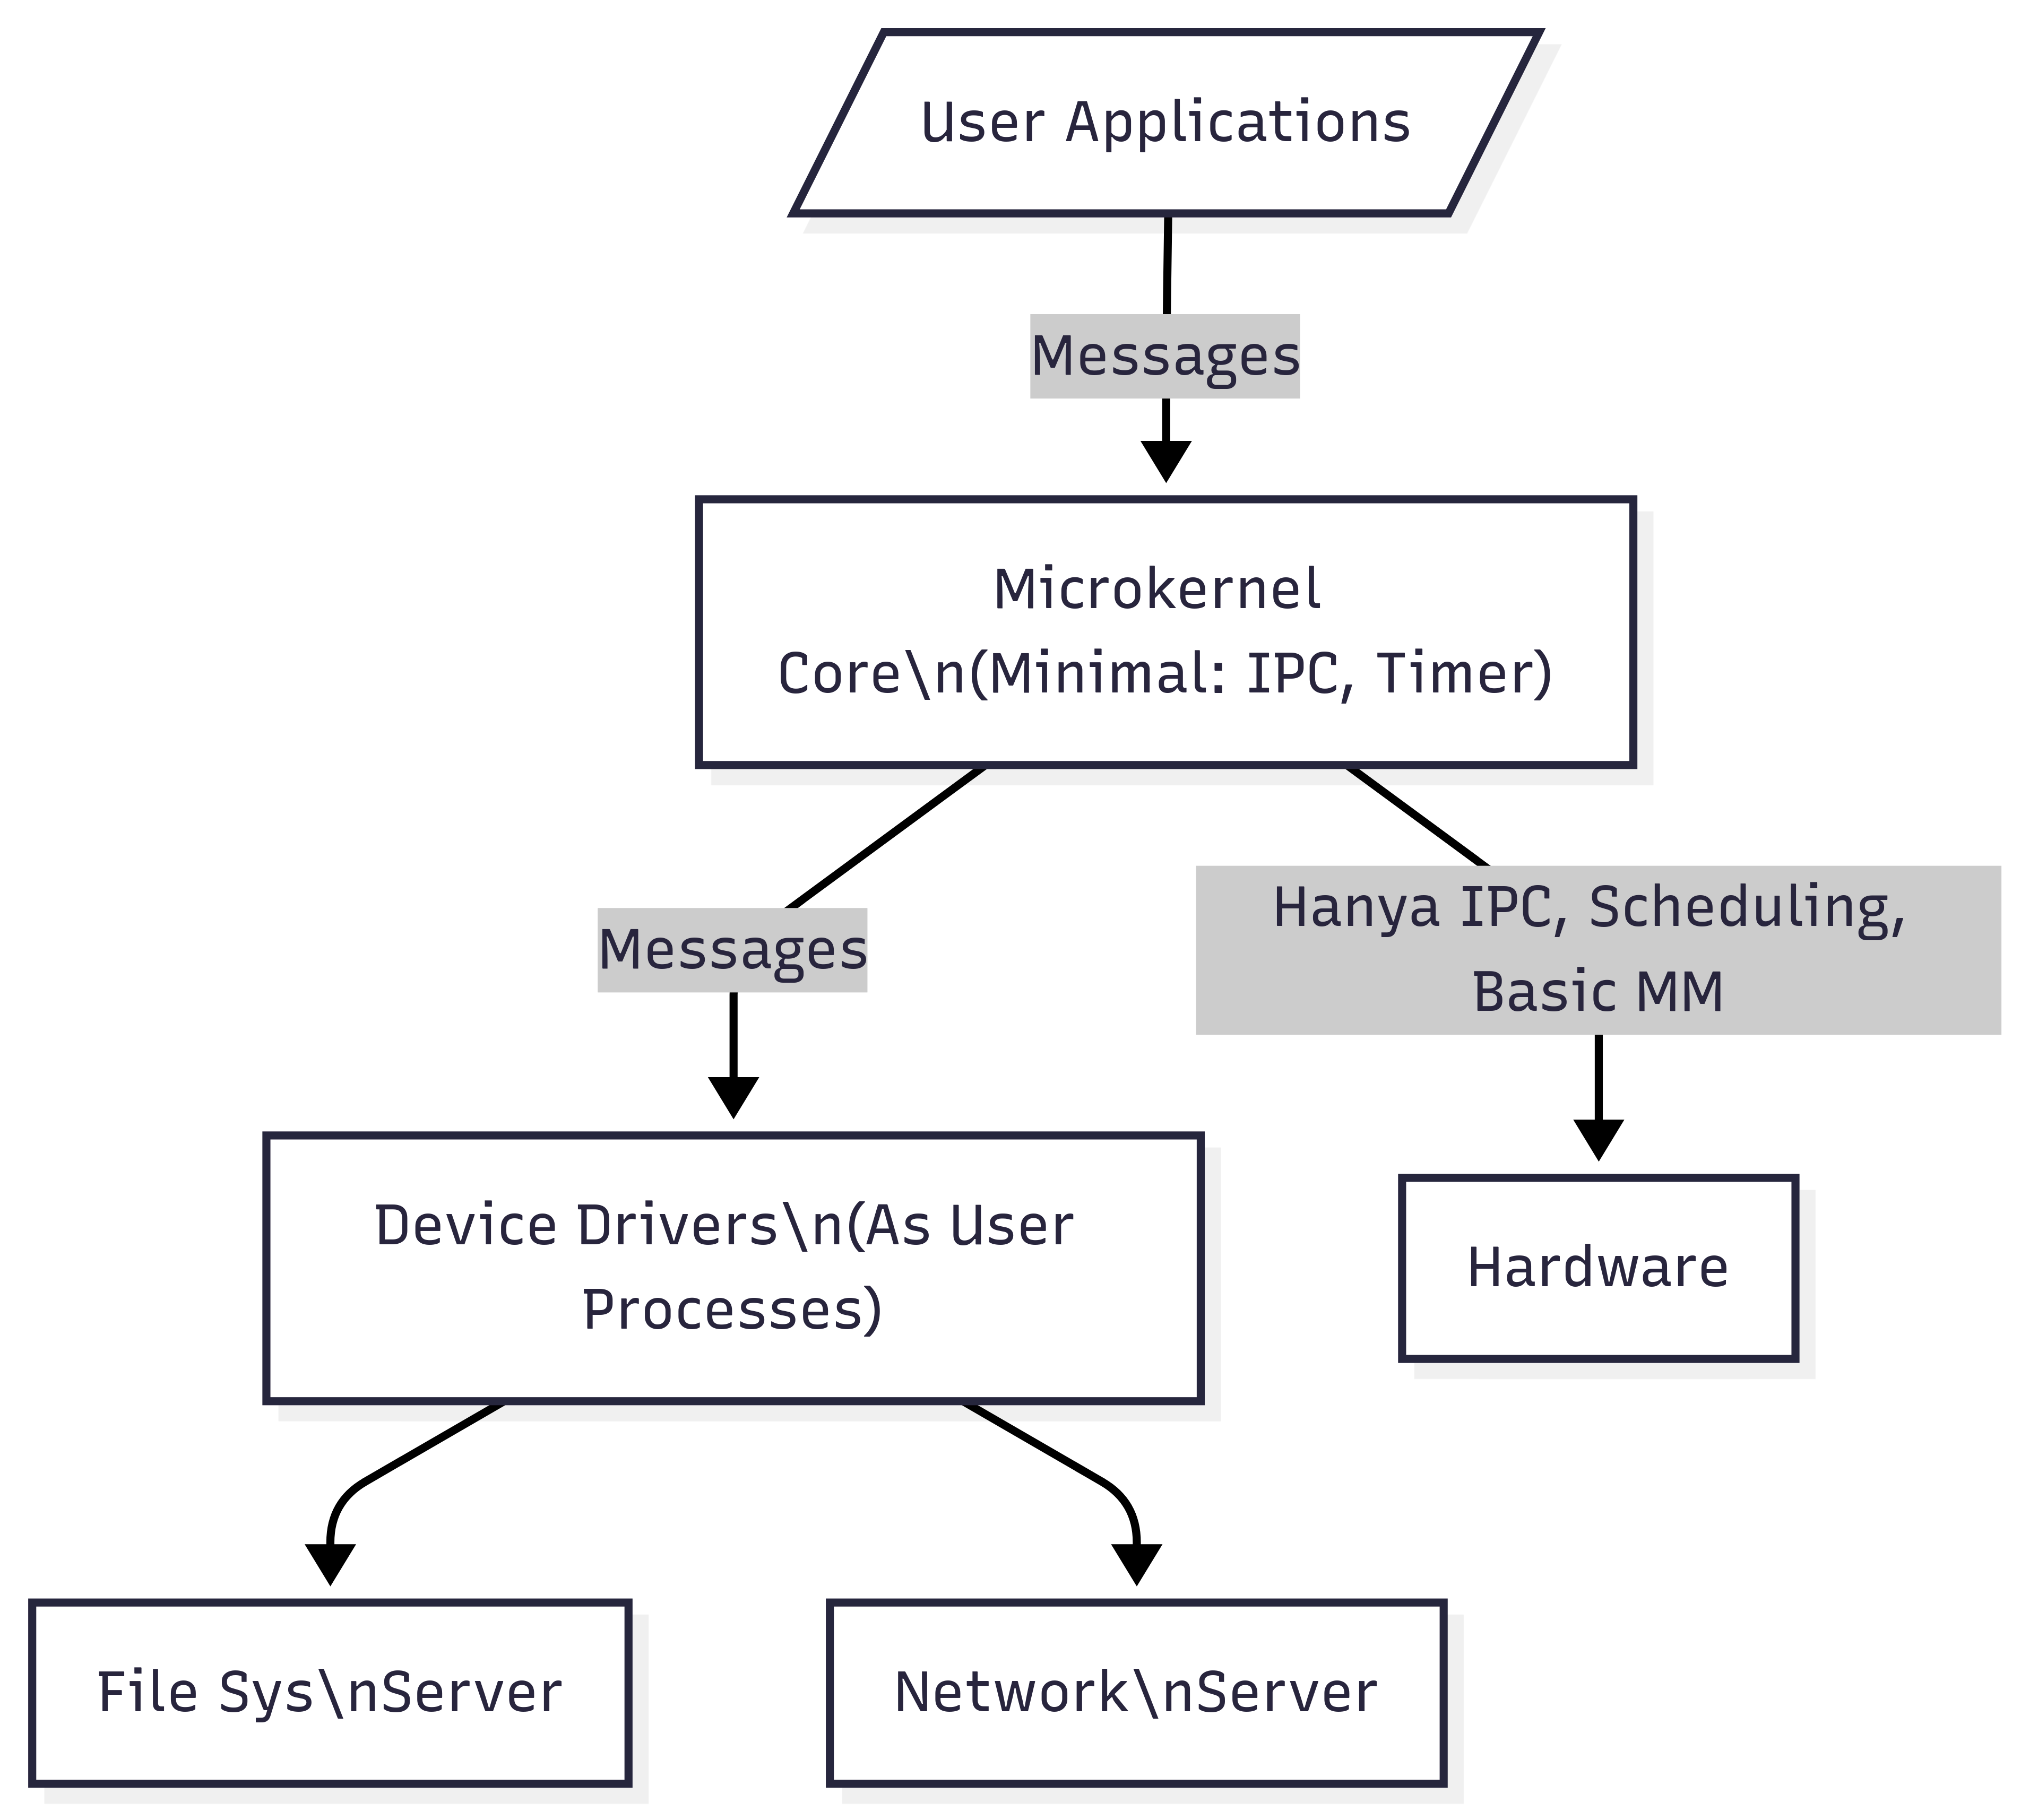 User Applications
Messages
Microkernel
Core\n(Minimal: IPC, Timer)
Messages
Hanya IPC, Scheduling,
Basic MM
Device Drivers\n(As User
Processes)
Hardware
File Sys\nServer
Network\nServer